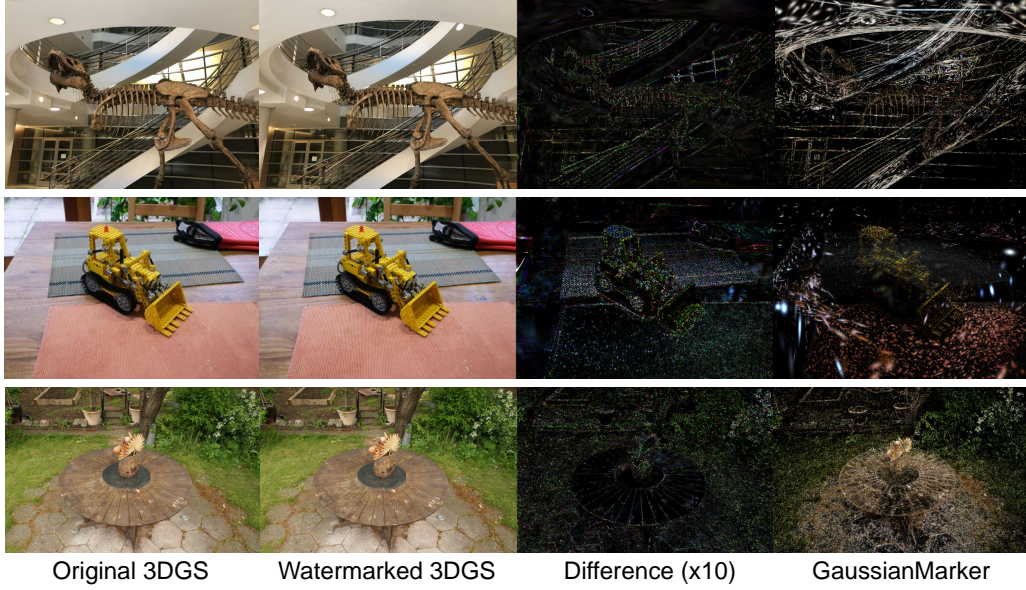 Original 3DGS
Watermarked 3DGS
Difference (x10)
GaussianMarker